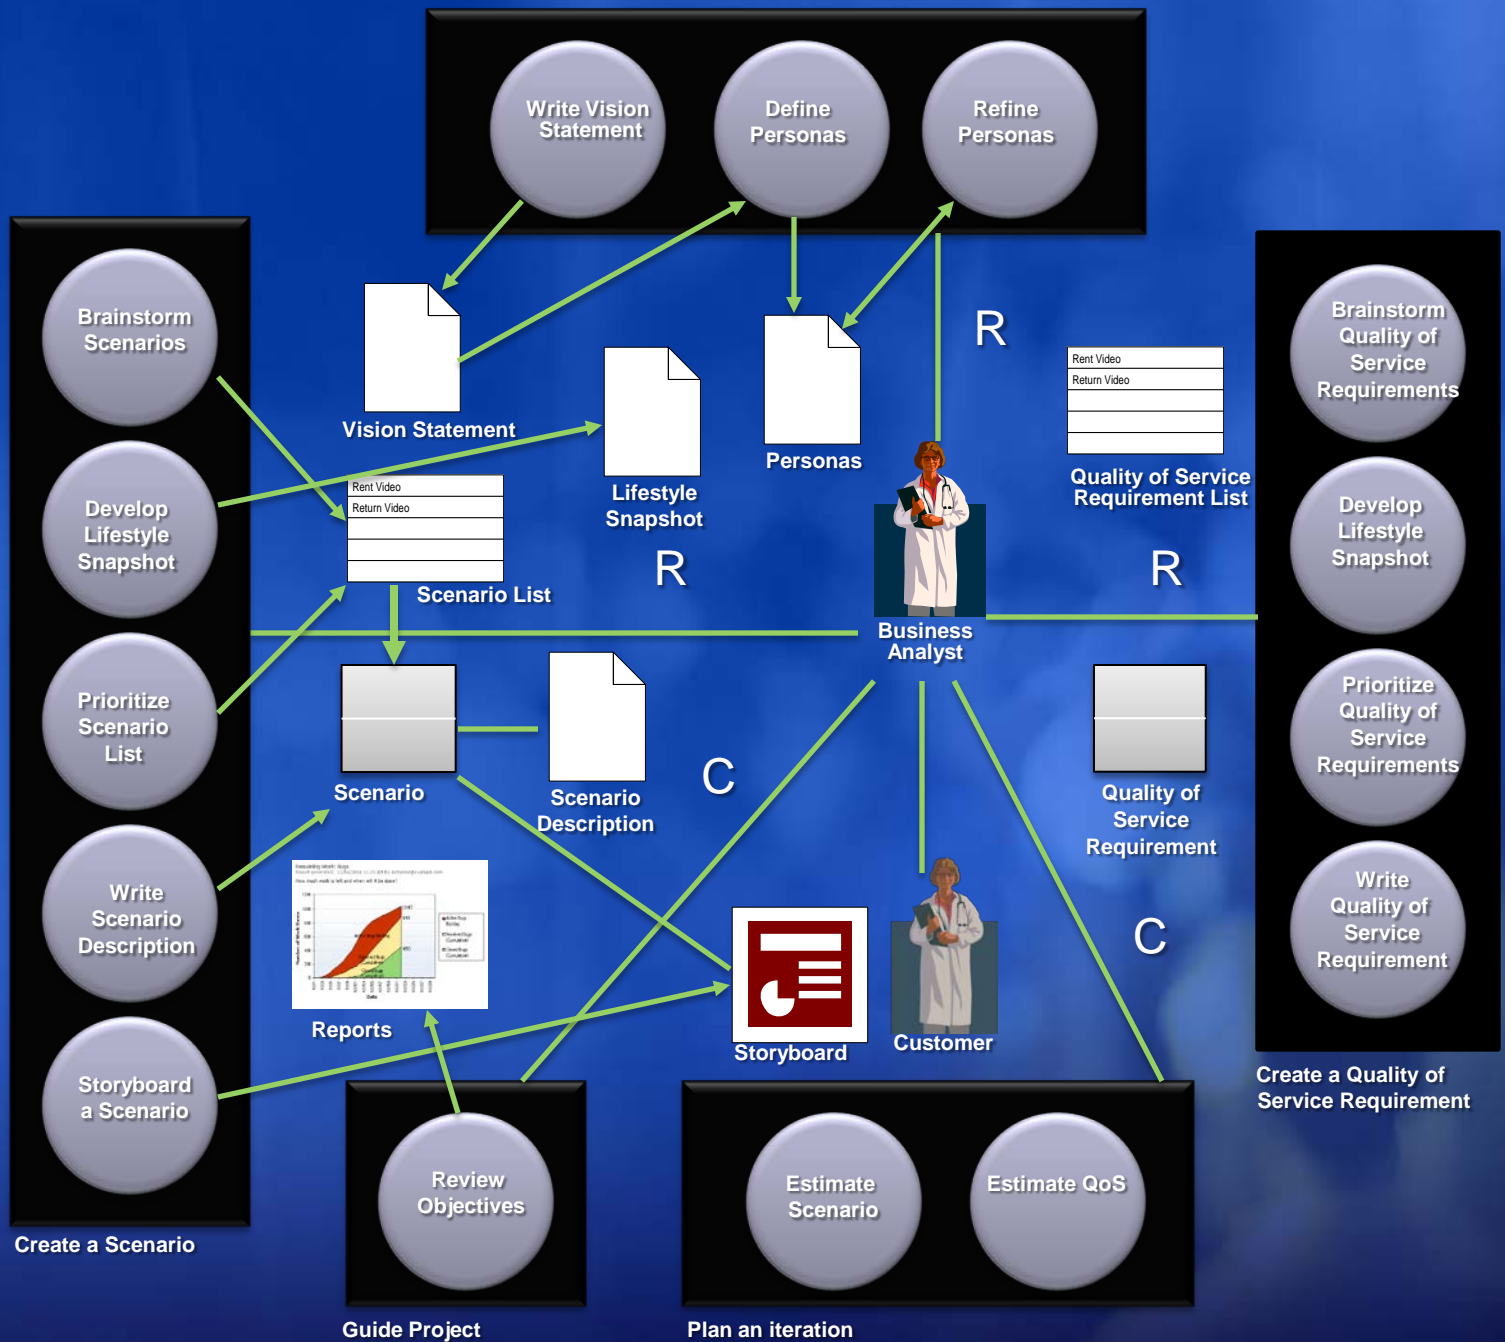 Write Vision
Statement
Define
Personas
Refine
Personas
Brainstorm
Scenarios
Develop
Lifestyle
Snapshot
Prioritize
Scenario
List
Write
Scenario
Description
Storyboard
a Scenario
Create a Scenario
Vision Statement
Rent Video
Return Video
Scenario List
Lifestyle
Snapshot
Personas
R
Rent Video
Return Video
Quality of Service
Requirement List
R
R
Business
Analyst
Scenario
Scenario
Description
C
Quality of
Service
Requirement
C
Reports
Storyboard
Customer
Brainstorm
Quality of
Service
Requirements
Develop
Lifestyle
Snapshot
Prioritize
Quality of
Service
Requirements
Write
Quality of
Service
Requirement
Create a Quality of
Service Requirement
Review
Objectives
Guide Project
Estimate
Scenario
Estimate QoS
Plan an iteration